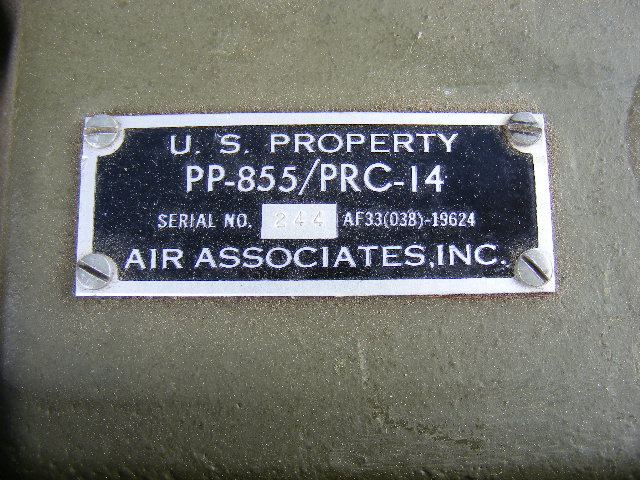 U. S. PROPERTY
PP-855/PRC-14
SERIAL NO. 244 AF33(038)-19624
AIR ASSOCIATES, INC.